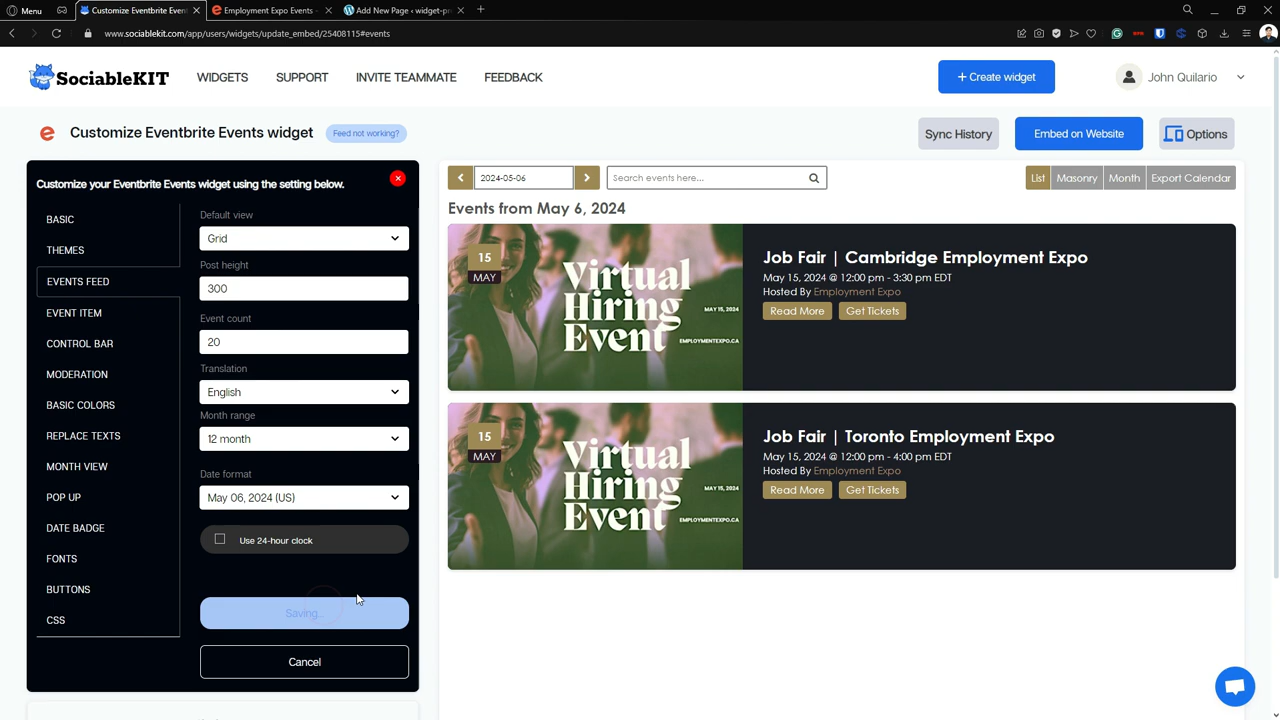 Menu
Customize Eventbrite Event
Employment Expo Events -
Add New Page ‹ widget-pr
www.sociablekit.com/app/users/widgets/update_embed/25408115#events
SociableKIT
WIDGETS
SUPPORT
INVITE TEAMMATE
FEEDBACK
+ Create widget
John Quilario
Customize Eventbrite Events widget
Feed not working?
Sync History
Embed on Website
Options
Customize your Eventbrite Events widget using the setting below.
BASIC
THEMES
EVENTS FEED
EVENT ITEM
CONTROL BAR
MODERATION
BASIC COLORS
REPLACE TEXTS
MONTH VIEW
POP UP
DATE BADGE
FONTS
BUTTONS
CSS
Default view
Grid
Post height
300
Event count
20
Translation
English
Month range
12 month
Date format
May 06, 2024 (US)
Use 24-hour clock
Saving...
Cancel
2024-05-06
Search events here...
List
Masonry
Month
Export Calendar
Events from May 6, 2024
15
MAY
Virtual
Hiring
Event
MAY 15, 2024
EMPLOYMENTEXPO.CA
Job Fair | Cambridge Employment Expo
May 15, 2024 @ 12:00 pm - 3:30 pm EDT
Hosted By Employment Expo
Read More
Get Tickets
15
MAY
Virtual
Hiring
Event
MAY 15, 2024
EMPLOYMENTEXPO.CA
Job Fair | Toronto Employment Expo
May 15, 2024 @ 12:00 pm - 4:00 pm EDT
Hosted By Employment Expo
Read More
Get Tickets